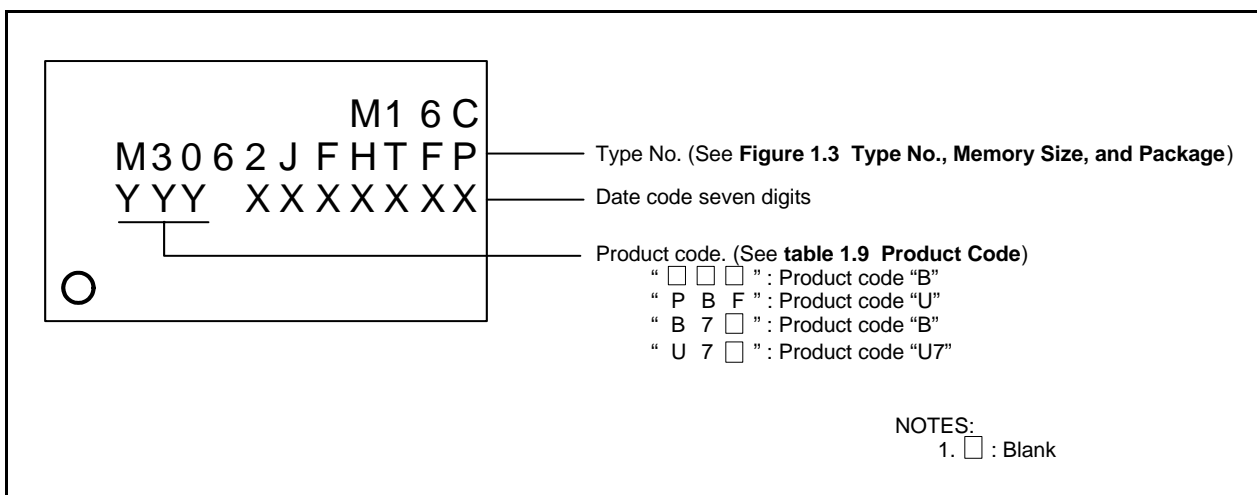 M16C
M3062JFHTFP
YYY XXXXXXX
Type No. (See Figure 1.3 Type No., Memory Size, and Package)
Date code seven digits
Product code. (See table 1.9 Product Code)
“ □ □ □ ” : Product code “B”
“ P B F ” : Product code “U”
“ B 7 □ ” : Product code “B”
“ U 7 □ ” : Product code “U7”
NOTES:
1. □ : Blank